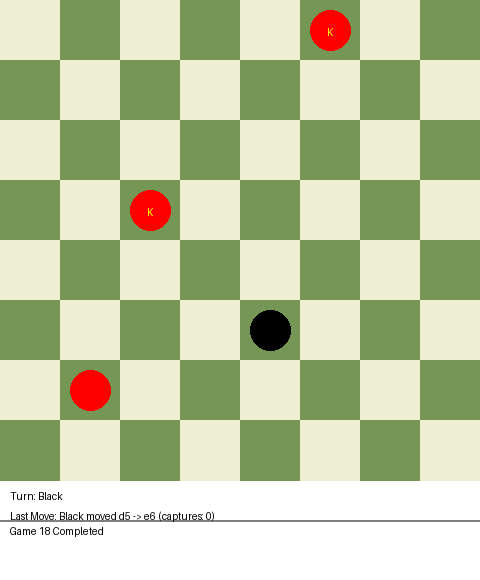 K
K
Turn: Black
Last Move: Black moved d5 -> e6 (captures: 0)
Game 18 Completed